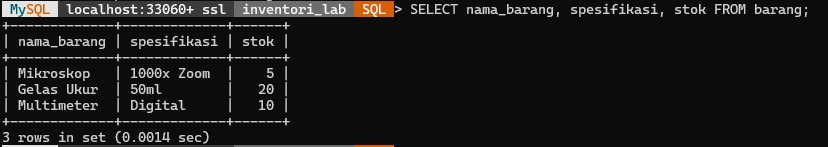 MySQL localhost:33060+ ssl inventori_lab SQL > SELECT nama_barang, spesifikasi, stok FROM barang;
+-------------+-------------+------+
| nama_barang | spesifikasi | stok |
+-------------+-------------+------+
| Mikroskop   | 1000x Zoom  |    5 |
| Gelas Ukur  | 50ml        |   20 |
| Multimeter  | Digital     |   10 |
+-------------+-------------+------+
3 rows in set (0.0014 sec)